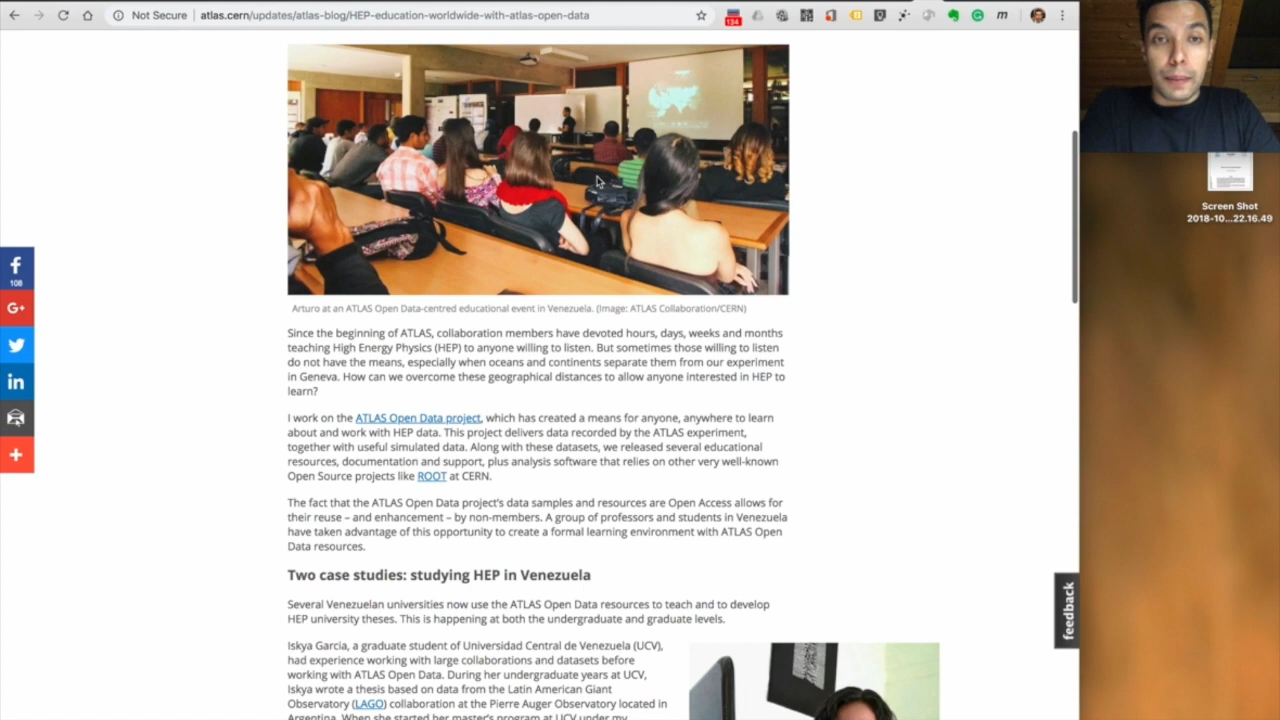 Not Secure
atlas.cern/updates/atlas-blog/HEP-education-worldwide-with-atlas-open-data
134
m
Screen Shot
2018-10...22.16.49
f
108
G+
in
Arturo at an ATLAS Open Data-centred educational event in Venezuela. (Image: ATLAS Collaboration/CERN)
Since the beginning of ATLAS, collaboration members have devoted hours, days, weeks and months
teaching High Energy Physics (HEP) to anyone willing to listen. But sometimes those willing to listen
do not have the means, especially when oceans and continents separate them from our experiment
in Geneva. How can we overcome these geographical distances to allow anyone interested in HEP to
learn?
I work on the ATLAS Open Data project, which has created a means for anyone, anywhere to learn
about and work with HEP data. This project delivers data recorded by the ATLAS experiment,
together with useful simulated data. Along with these datasets, we released several educational
resources, documentation and support, plus analysis software that relies on other very well-known
Open Source projects like ROOT at CERN.
The fact that the ATLAS Open Data project's data samples and resources are Open Access allows for
their reuse – and enhancement – by non-members. A group of professors and students in Venezuela
have taken advantage of this opportunity to create a formal learning environment with ATLAS Open
Data resources.
Two case studies: studying HEP in Venezuela
Several Venezuelan universities now use the ATLAS Open Data resources to teach and to develop
HEP university theses. This is happening at both the undergraduate and graduate levels.
Iskya Garcia, a graduate student of Universidad Central de Venezuela (UCV),
had experience working with large collaborations and datasets before
working with ATLAS Open Data. During her undergraduate years at UCV,
Iskya wrote a thesis based on data from the Latin American Giant
Observatory (LAGO) collaboration at the Pierre Auger Observatory located in
Argentina. When she started her master's program at UCV under my
feedback